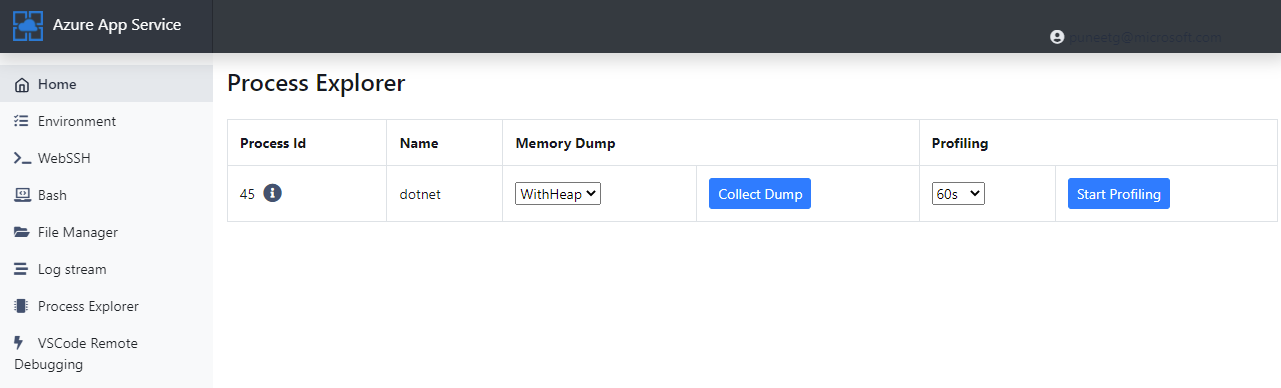 Azure App Service
puneetg@microsoft.com
Home
Environment
WebSSH
Bash
File Manager
Log stream
Process Explorer
VSCode Remote
Debugging
Process Explorer
Process Id Name Memory Dump Profiling
45 dotnet WithHeap Collect Dump 60s Start Profiling